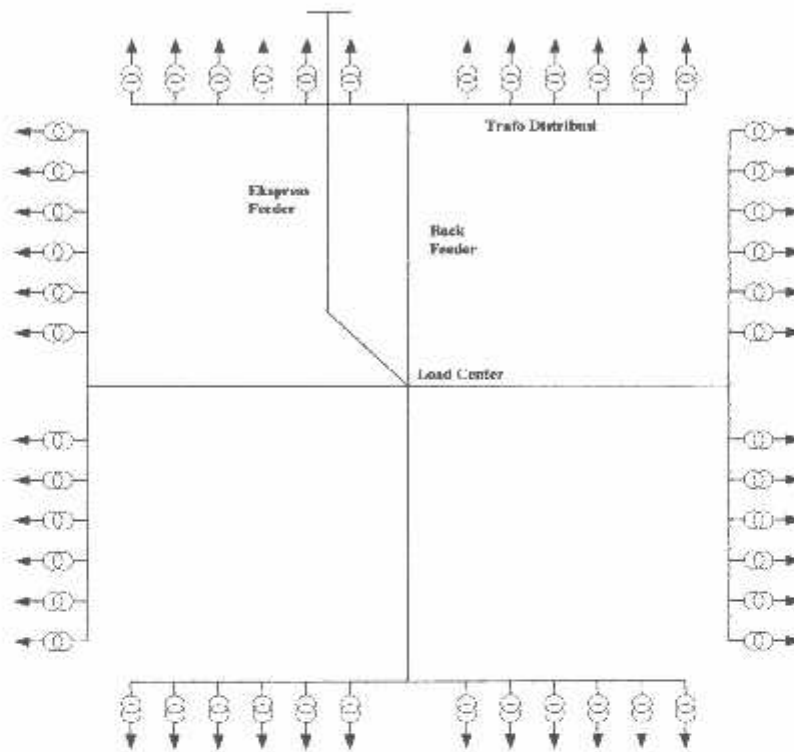 Trafo Distribusi
Ekspress
Feeder
Back
Feeder
Load Center